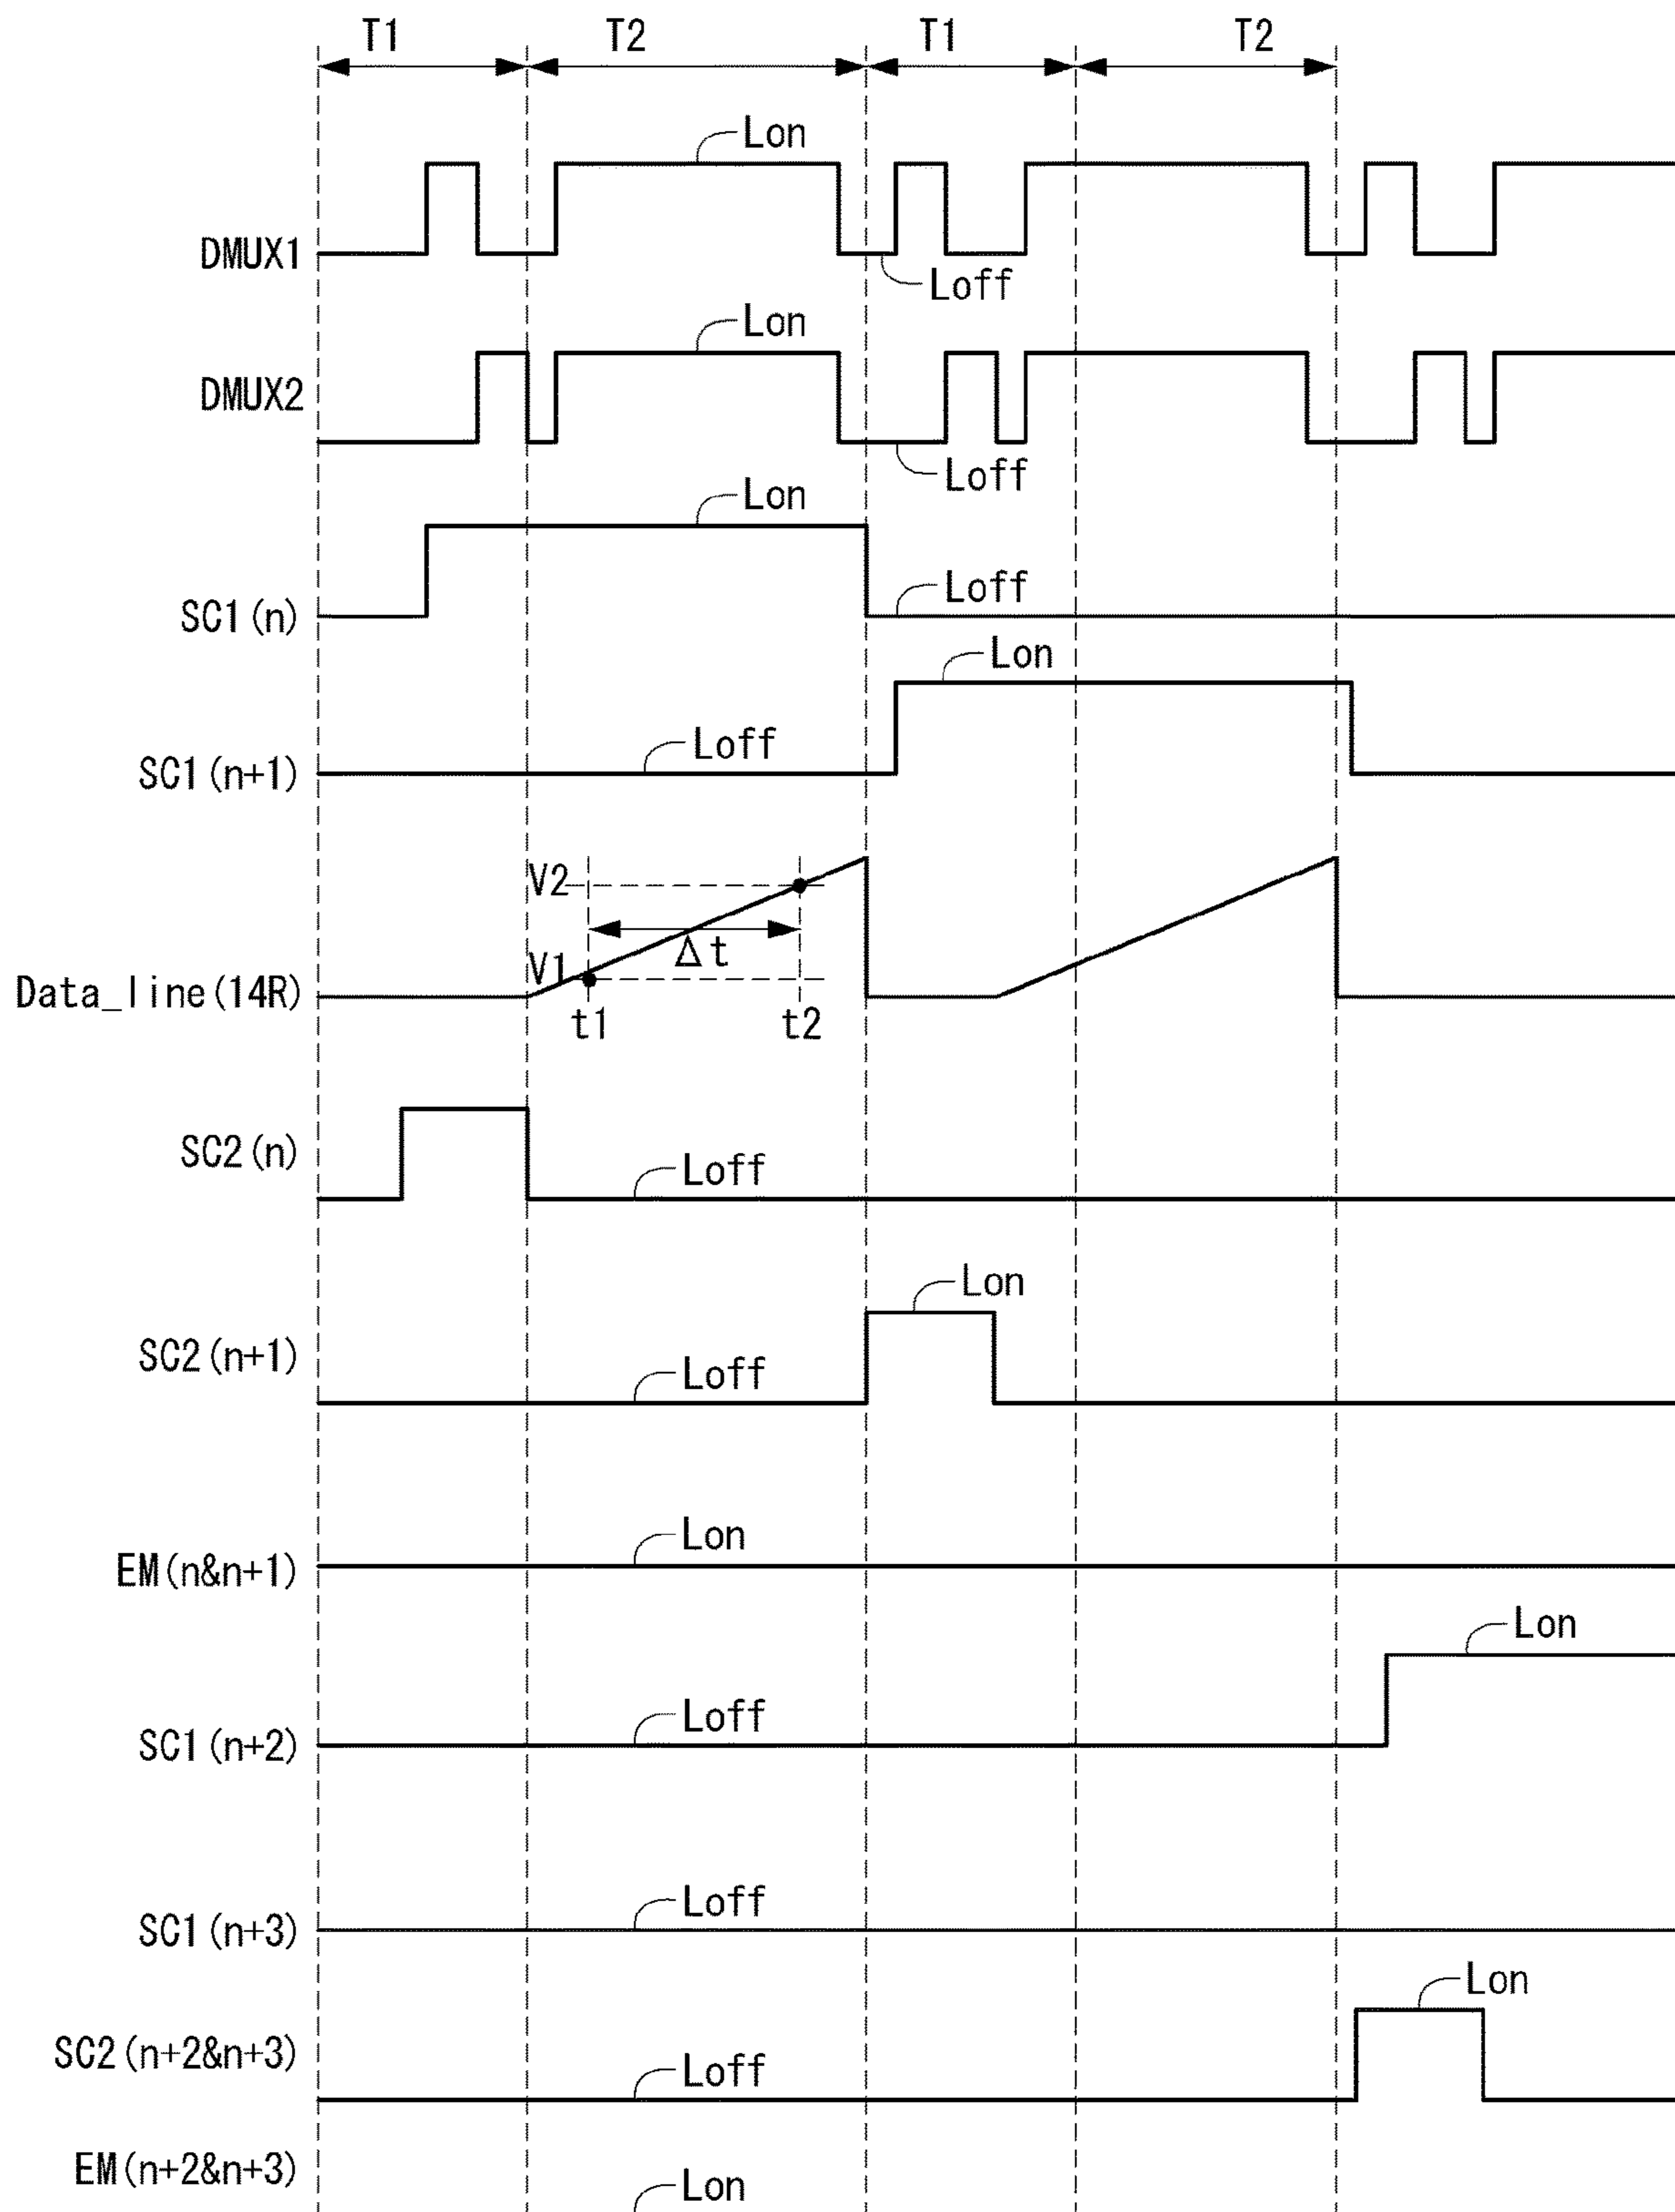 T1 T2 T1 T2
Lon
DMUX1
Loff
Lon
DMUX2
Loff
Lon
Loff
SC1(n)
Lon
Loff
SC1(n+1)
V2
Δt
V1
Data_line(14R)
t1 t2
SC2(n)
Loff
Lon
SC2(n+1)
Loff
Lon
EM(n&n+1)
Lon
Loff
SC1(n+2)
Loff
SC1(n+3)
Lon
SC2(n+2&n+3)
Loff
EM(n+2&n+3)
Lon